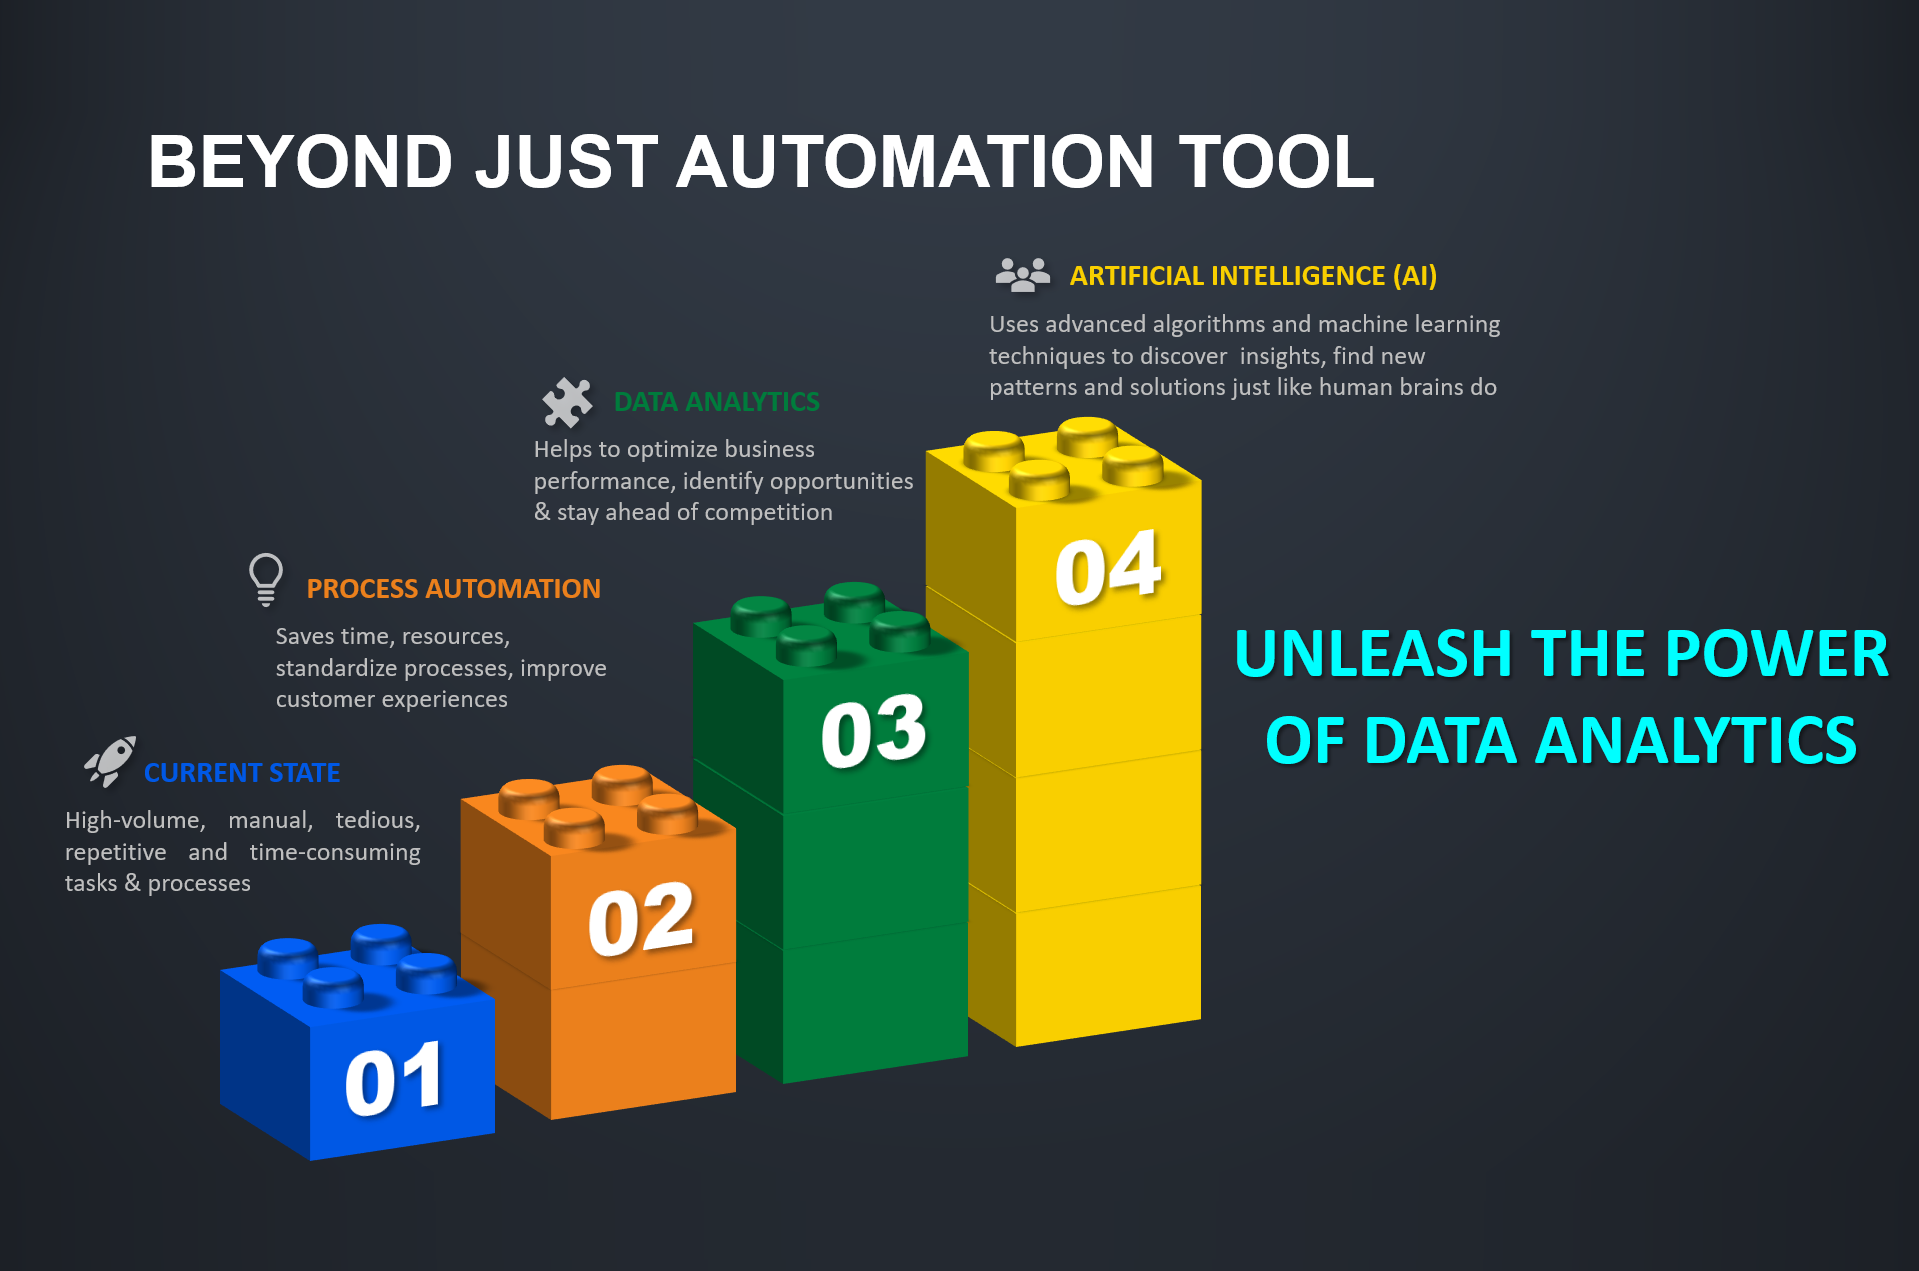 BEYOND JUST AUTOMATION TOOL
ARTIFICIAL INTELLIGENCE (AI)
Uses advanced algorithms and machine learning
techniques to discover  insights, find new
patterns and solutions just like human brains do
DATA ANALYTICS
Helps to optimize business
performance, identify opportunities
& stay ahead of competition
PROCESS AUTOMATION
Saves time, resources,
standardize processes, improve
customer experiences
CURRENT STATE
High-volume, manual, tedious,
repetitive and time-consuming
tasks & processes
01
02
03
04
UNLEASH THE POWER
OF DATA ANALYTICS